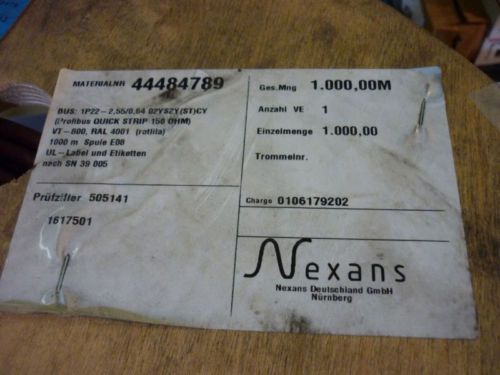 MATERIALNR 44484789
BUS: 1P22-2,55/0,64 02YS2Y(ST)CY
(Profibus QUICK STRIP 150 OHM)
VT-800, RAL 4001 (rotlila)
1000 m Spule E08
UL-Label und Etiketten
nach SN 39 005
Prüfziffer 505141
1617501
Ges.Mng 1.000,00M
Anzahl VE 1
Einzelmenge 1.000,00
Trommelnr.
Charge 0106179202
Nexans
Nexans Deutschland GmbH
Nürnberg